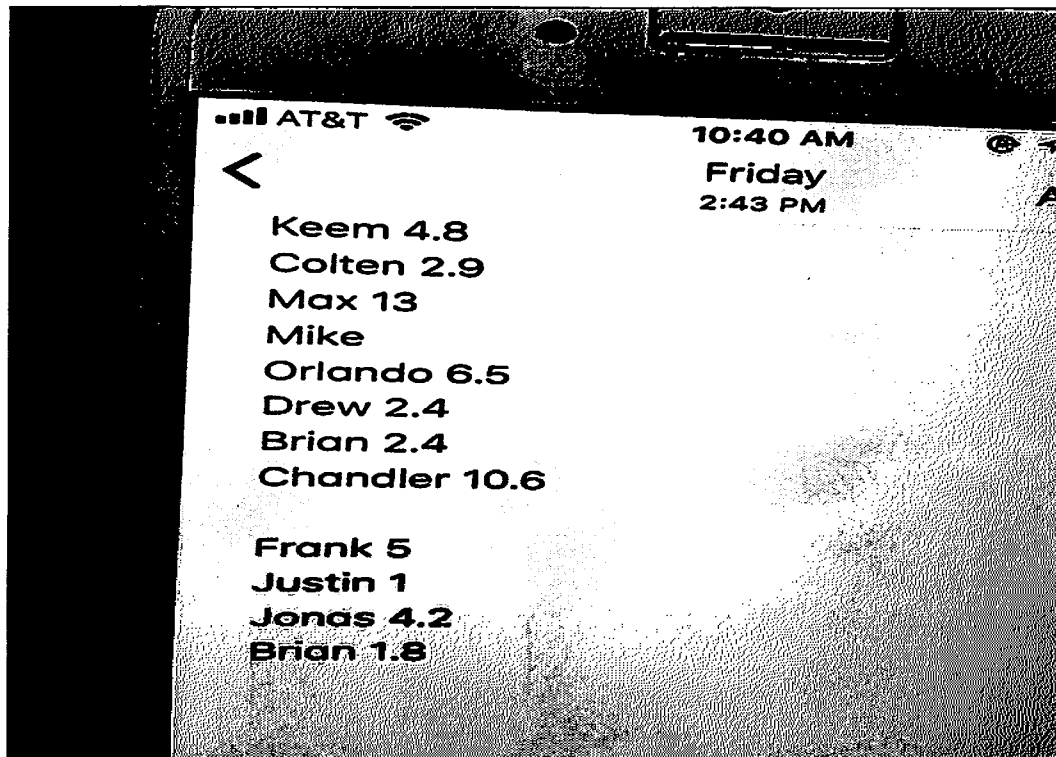 AT&T 10:40 AM
Friday
2:43 PM
Keem 4.8
Colten 2.9
Max 13
Mike
Orlando 6.5
Drew 2.4
Brian 2.4
Chandler 10.6
Frank 5
Justin 1
Jonas 4.2
Brian 1.8